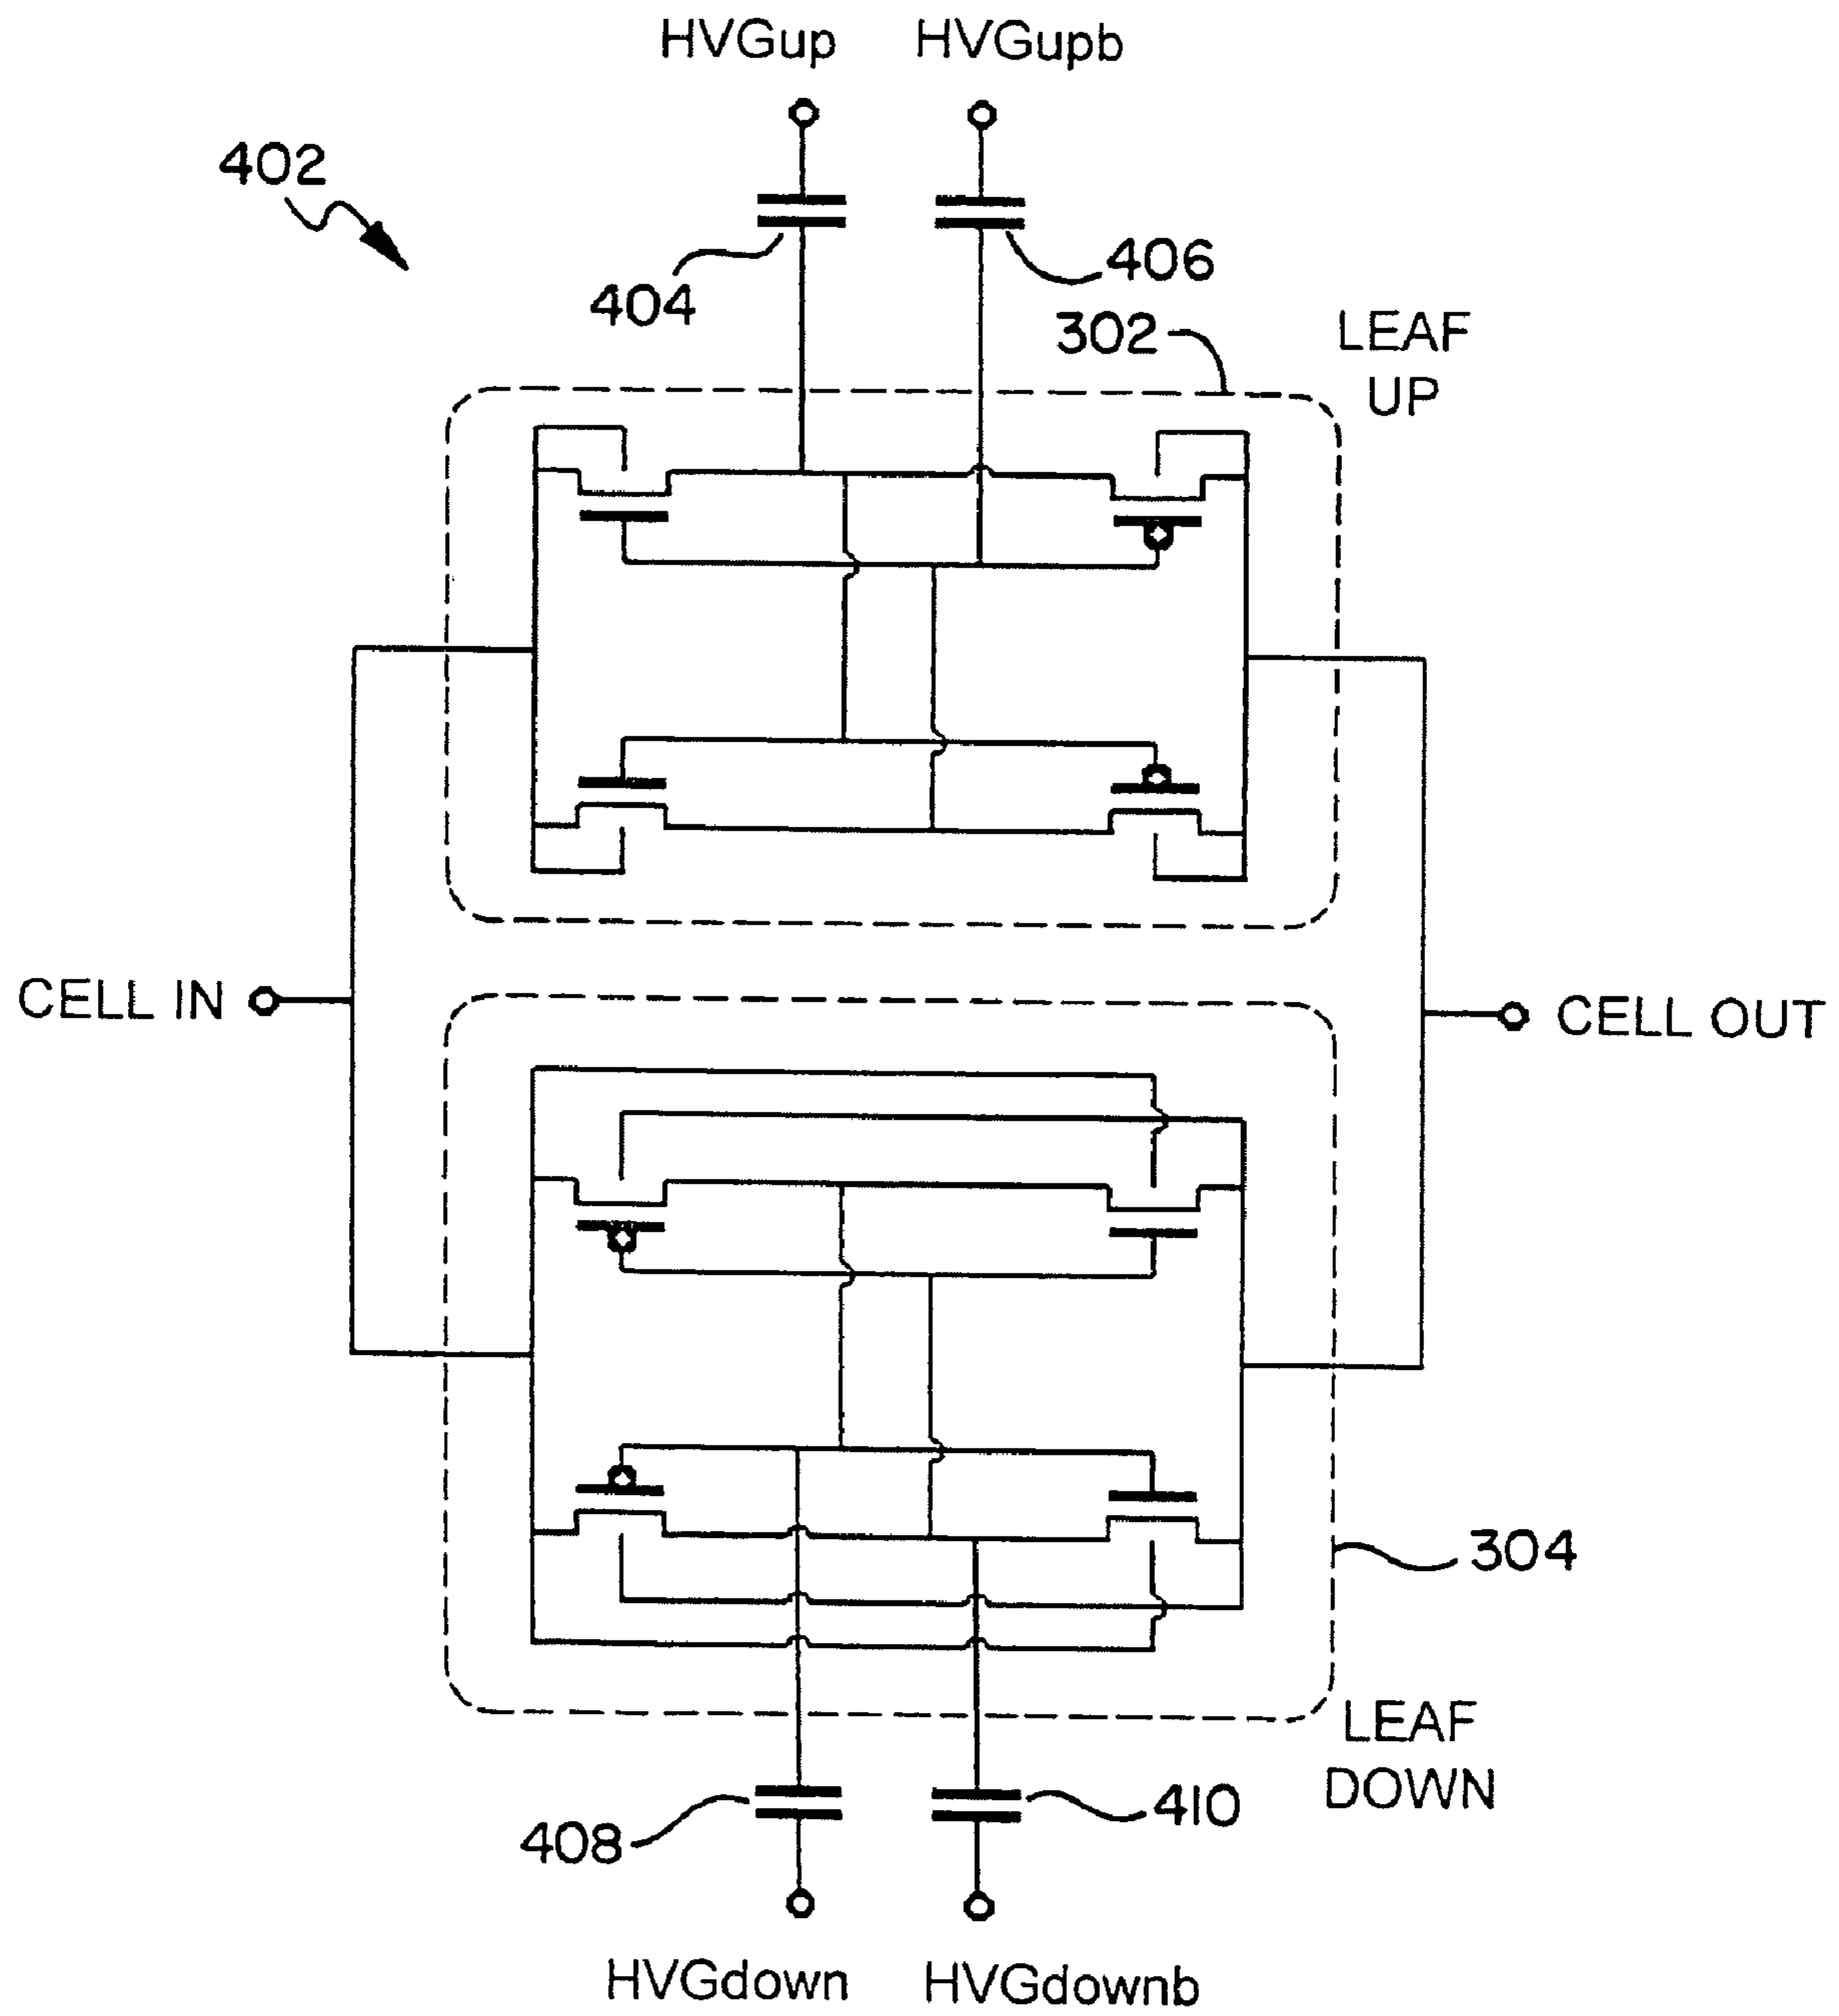 HVGup
HVGupb
402
404
406
302
LEAF
UP
CELL IN
CELL OUT
304
LEAF
DOWN
408
410
HVGdown
HVGdownb